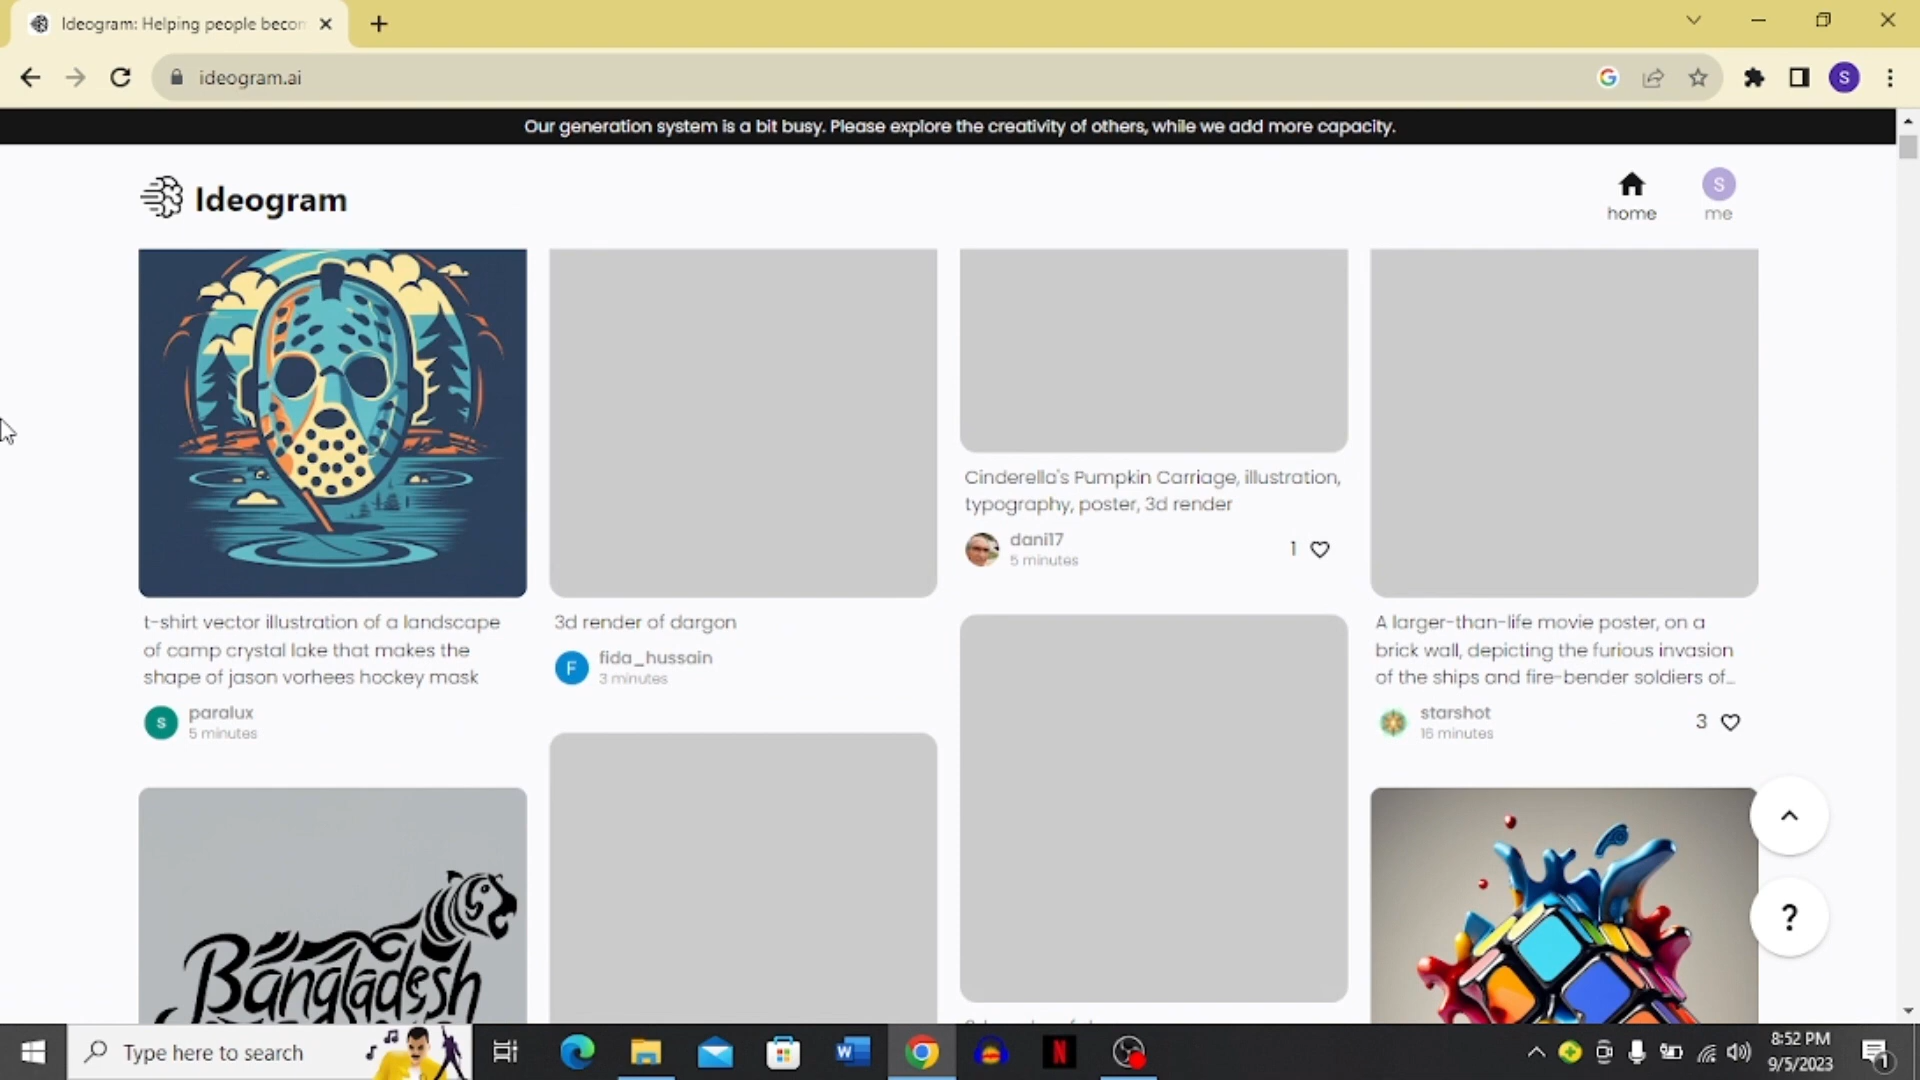 Ideogram: Helping people becor
ideogram.ai
S
Our generation system is a bit busy. Please explore the creativity of others, while we add more capacity.
Ideogram
home
S
me
t-shirt vector illustration of a landscape
of camp crystal lake that makes the
shape of jason vorhees hockey mask
S
paralux
5 minutes
3d render of dargon
F
fida_hussain
3 minutes
Cinderella's Pumpkin Carriage, illustration,
typography, poster, 3d render
dani17
5 minutes
1
A larger-than-life movie poster, on a
brick wall, depicting the furious invasion
of the ships and fire-bender soldiers of...
starshot
16 minutes
3
Bangladesh
?
Type here to search
8:52 PM
9/5/2023
1